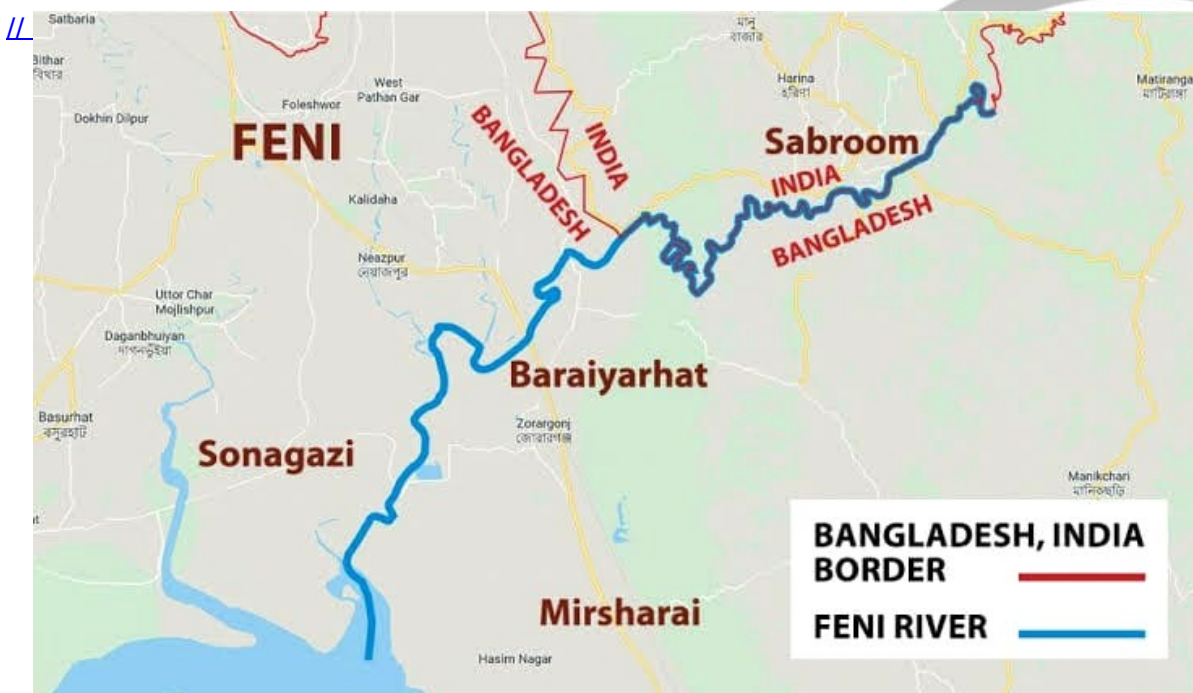 //
Satbaria
মানু
বাজার
Bithar
Harina
হরিণা
Matiranga
মাটিরাঙ্গা
West
Pathan Gar
Foleshwor
Dokhin Dilpur
FENI
BANGLADESH
INDIA
Sabroom
INDIA
BANGLADESH
Kalidaha
Neazpur
নেয়াজপুর
Uttor Char
Mojlishpur
Daganbhuiyan
দাগনভূঁইয়া
Baraiyarhat
Basurhat
বসুরহাট
Zorargonj
জোরারগঞ্জ
Sonagazi
Manikchari
মানিকছড়ি
BANGLADESH, INDIA
BORDER
FENI RIVER
Mirsharai
Hasim Nagar